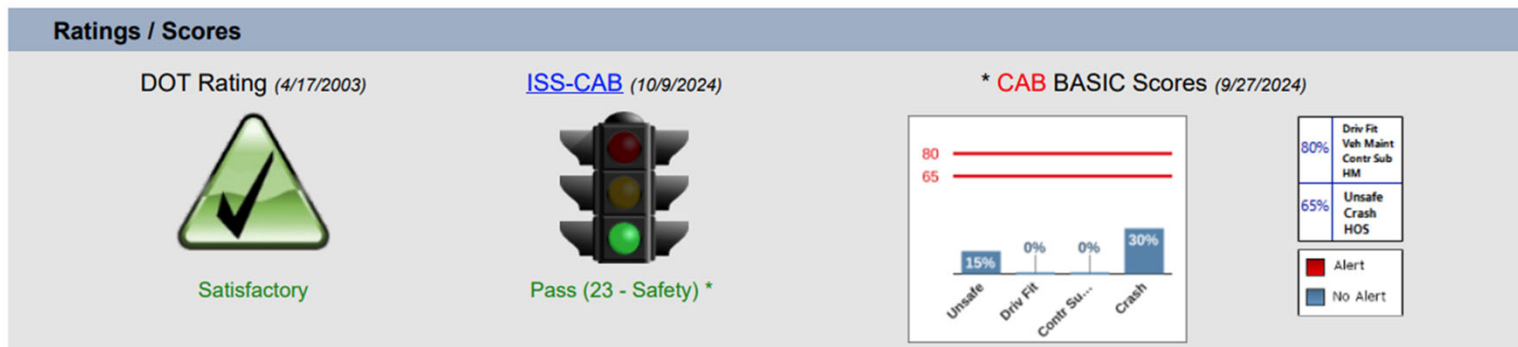 Ratings / Scores
DOT Rating (4/17/2003)
Satisfactory
ISS-CAB (10/9/2024)
Pass (23 - Safety) *
* CAB BASIC Scores (9/27/2024)
80
65
15%
0%
0%
30%
Unsafe
Driv Fit
Contr Su...
Crash
80%
Driv Fit
Veh Maint
Contr Sub
HM
65%
Unsafe
Crash
HOS
Alert
No Alert